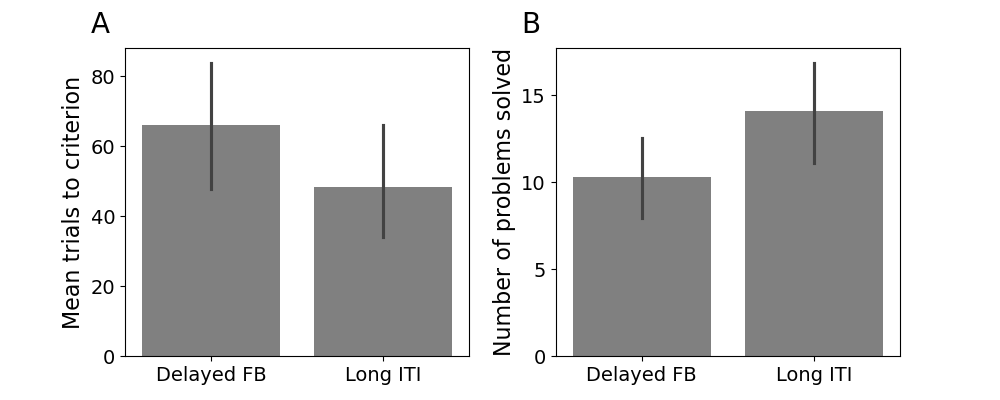 A
Mean trials to criterion
80
60
40
20
0
Delayed FB
Long ITI
B
Number of problems solved
15
10
5
0
Delayed FB
Long ITI